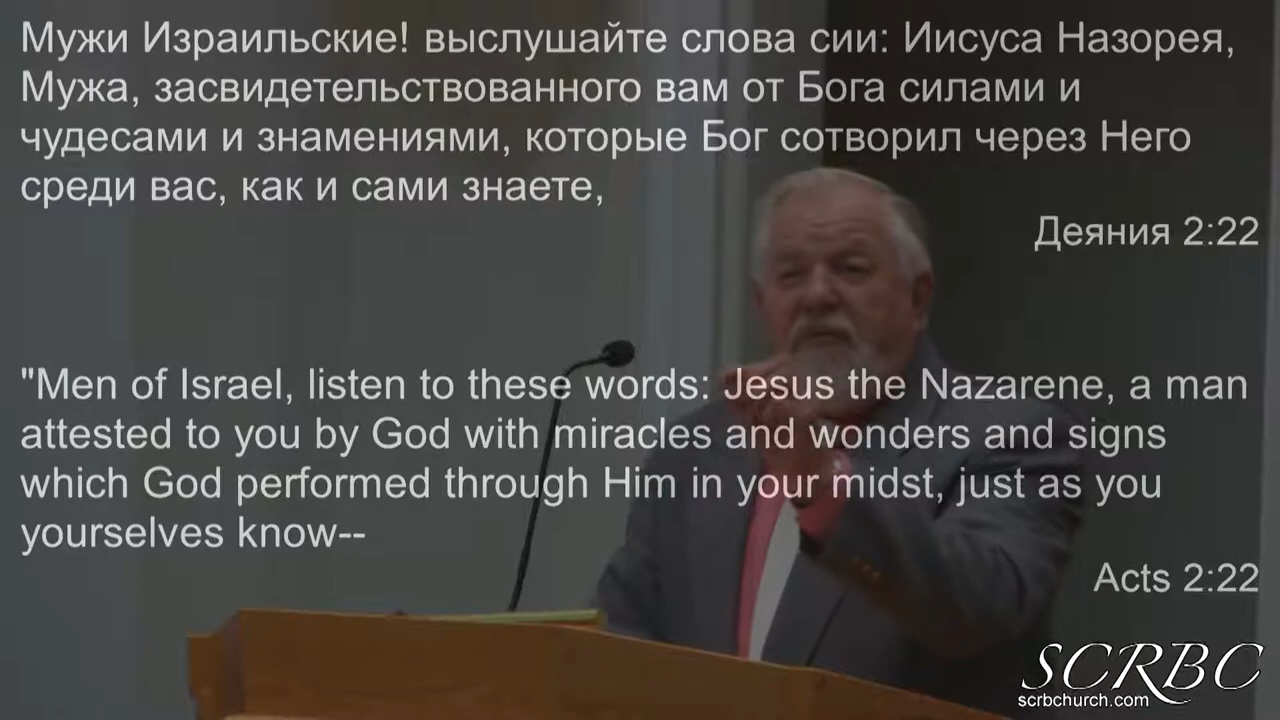 Мужи Израильские! выслушайте слова сии: Иисуса Назорея,
Мужа, засвидетельствованного вам от Бога силами и
чудесами и знамениями, которые Бог сотворил через Него
среди вас, как и сами знаете,
Деяния 2:22
"Men of Israel, listen to these words: Jesus the Nazarene, a man
attested to you by God with miracles and wonders and signs
which God performed through Him in your midst, just as you
yourselves know--
Acts 2:22
SCRBC
scrbchurch.com